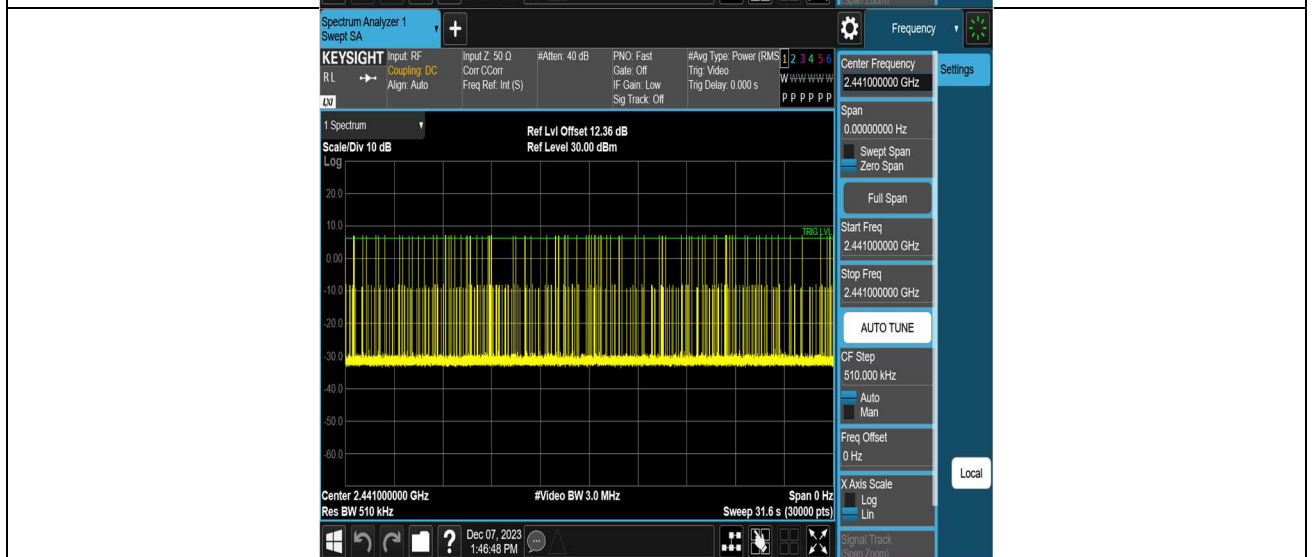 (Span Zoom)
Spectrum Analyzer 1
Swept SA
+
Frequency
KEYSIGHT
R L
LXI
Input: RF
Coupling: DC
Align: Auto
Input Z: 50 Ω
Corr CCorr
Freq Ref: Int (S)
#Atten: 40 dB
PNO: Fast
Gate: Off
IF Gain: Low
Sig Track: Off
#Avg Type: Power (RMS
Trig: Video
Trig Delay: 0.000 s
1 2 3 4 5 6
W W W W W W
P P P P P P
Center Frequency
2.441000000 GHz
Settings
Span
0.00000000 Hz
Swept Span
Zero Span
Full Span
Start Freq
2.441000000 GHz
Stop Freq
2.441000000 GHz
AUTO TUNE
CF Step
510.000 kHz
Auto
Man
Freq Offset
0 Hz
X Axis Scale
Log
Lin
Local
Signal Track
(Span Zoom)
1 Spectrum
Scale/Div 10 dB
Ref Lvl Offset 12.36 dB
Ref Level 30.00 dBm
Log
20.0
10.0
TRIG LVL
0.00
-10.0
-20.0
-30.0
-40.0
-50.0
-60.0
Center 2.441000000 GHz
#Video BW 3.0 MHz
Span 0 Hz
Res BW 510 kHz
Sweep 31.6 s (30000 pts)
?
Dec 07, 2023
1:46:48 PM